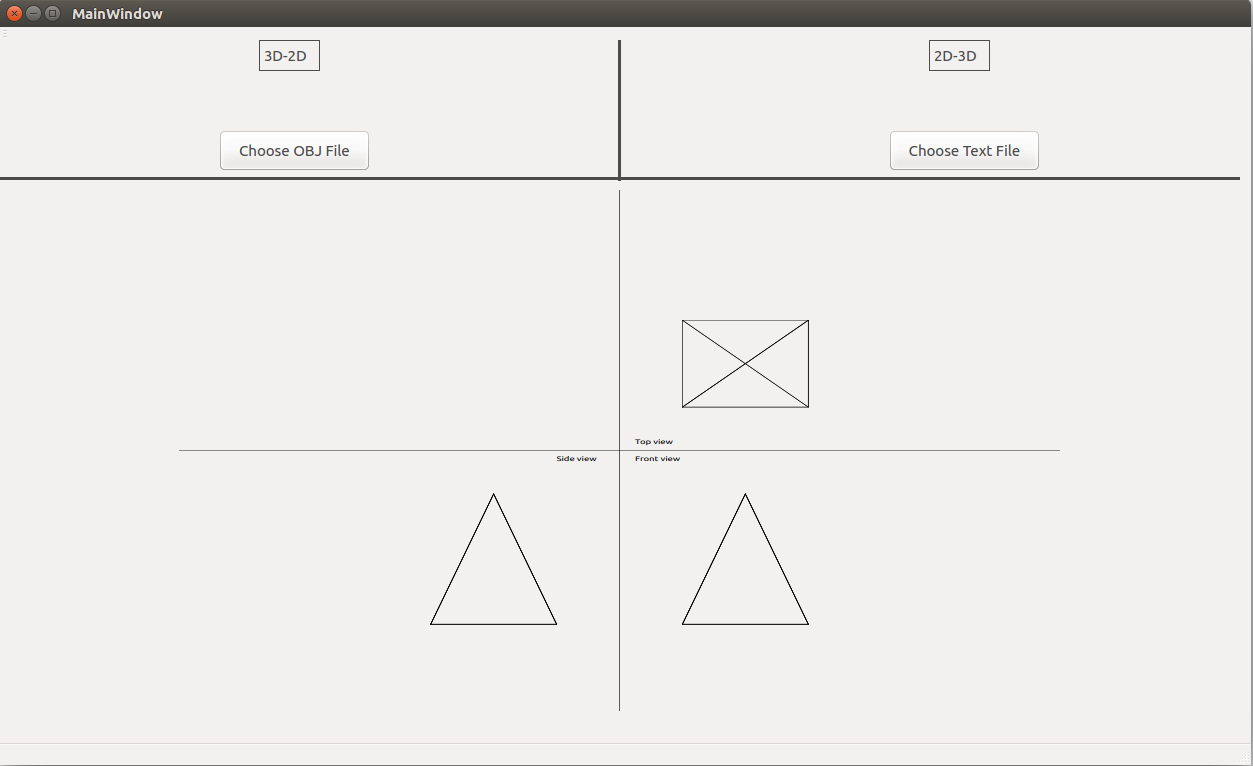 MainWindow
3D-2D
2D-3D
Choose OBJ File
Choose Text File
Top view
Side view
Front view